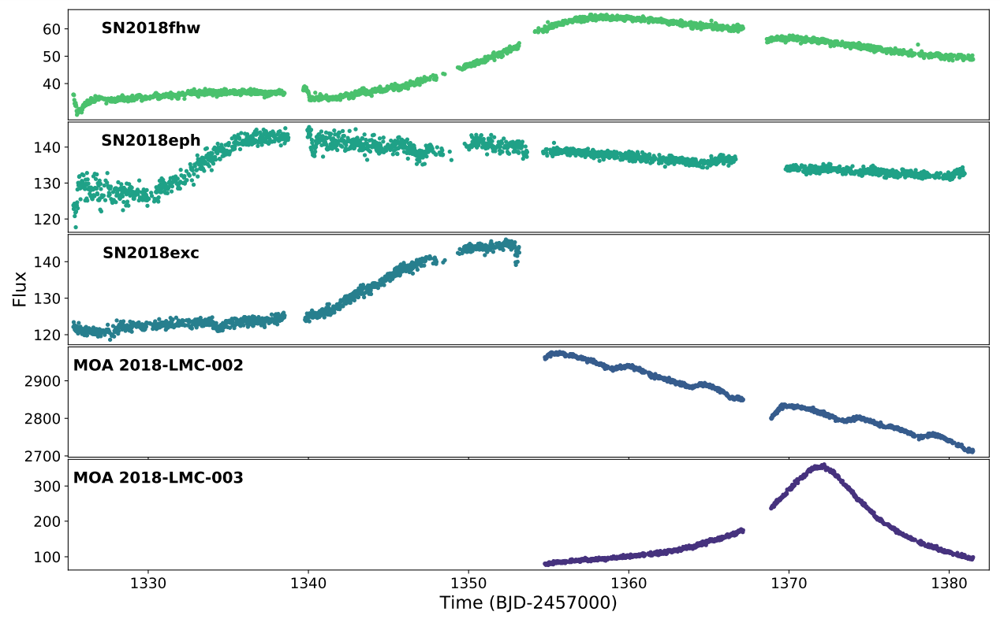 SN2018fhw
60
50
40
SN2018eph
140
130
120
SN2018exc
140
130
120
Flux
MOA 2018-LMC-002
2900
2800
2700
MOA 2018-LMC-003
300
200
100
1330 1340 1350 1360 1370 1380
Time (BJD-2457000)